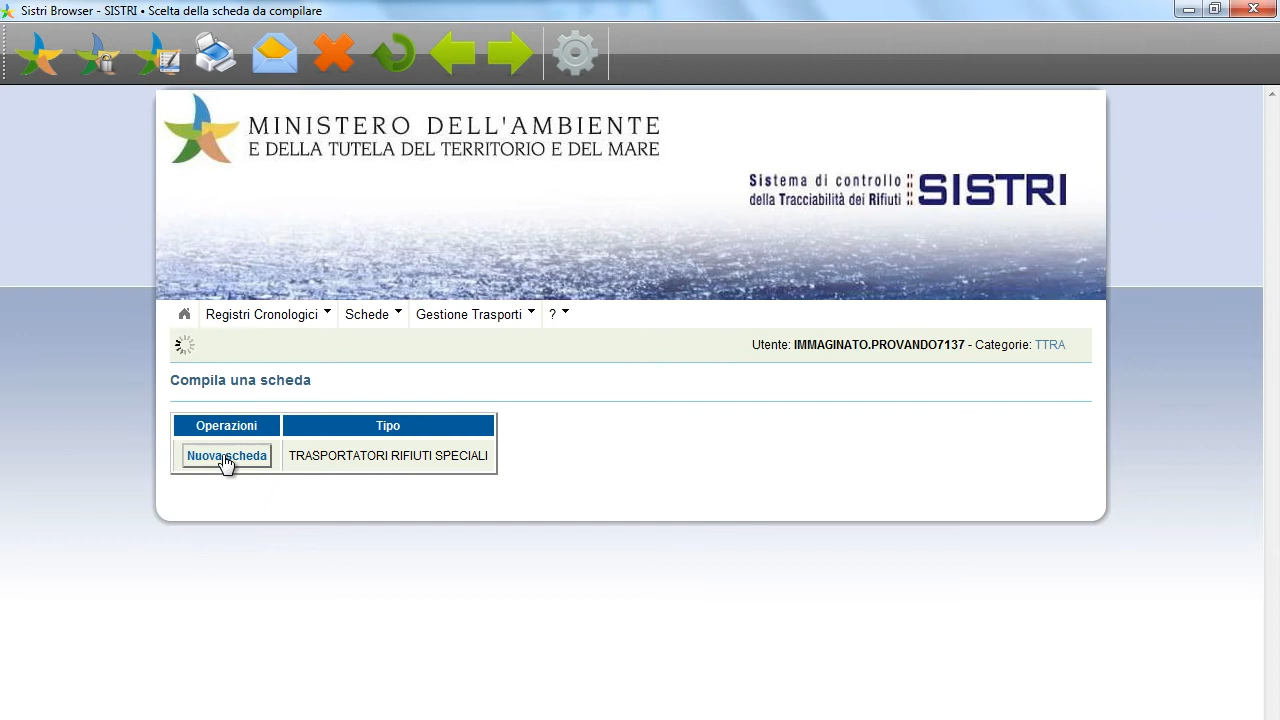 Sistri Browser - SISTRI • Scelta della scheda da compilare
MINISTERO DELL'AMBIENTE
E DELLA TUTELA DEL TERRITORIO E DEL MARE
Sistema di controllo
della Tracciabilità dei Rifiuti
SISTRI
Registri Cronologici Schede Gestione Trasporti ?
Utente: IMMAGINATO.PROVANDO7137 - Categorie: TTRA
Compila una scheda
Operazioni Tipo
Nuova scheda TRASPORTATORI RIFIUTI SPECIALI